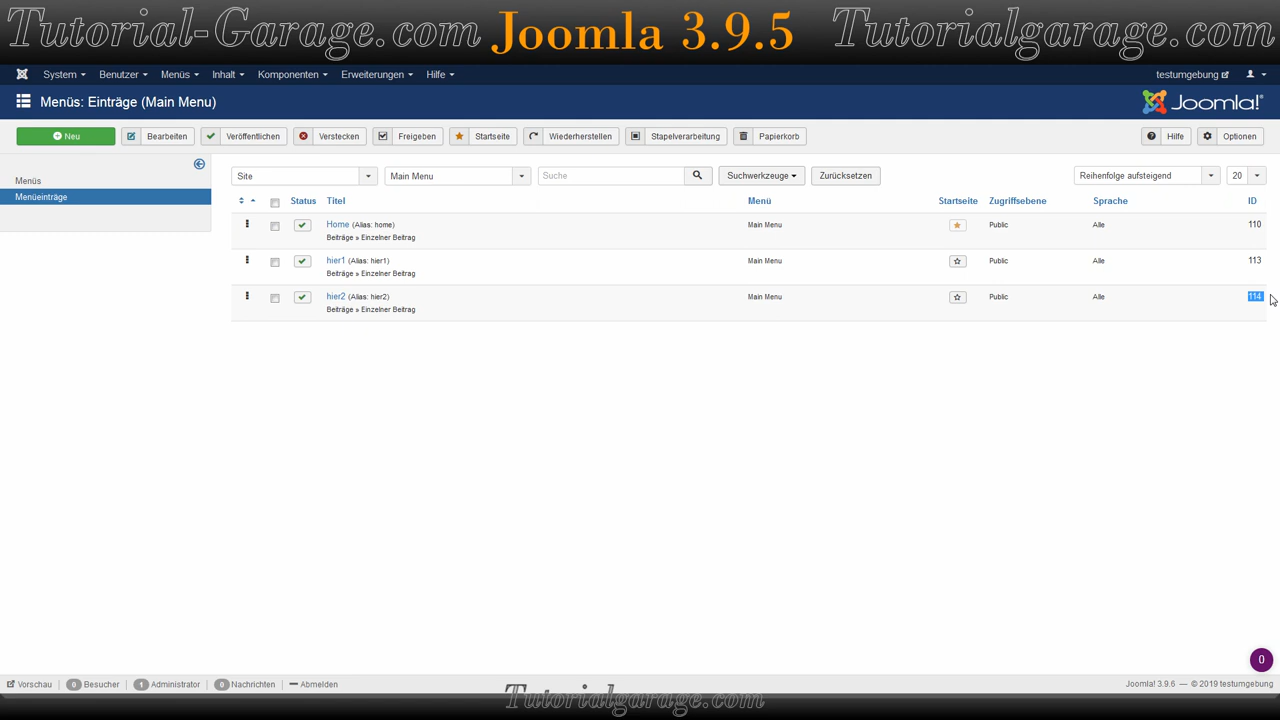 Tutorial-Garage.com Joomla 3.9.5 Tutorialgarage.com
System Benutzer Menüs Inhalt Komponenten Erweiterungen Hilfe testumgebung
Menüs: Einträge (Main Menu) Joomla!®
Neu Bearbeiten Veröffentlichen Verstecken Freigeben Startseite Wiederherstellen Stapelverarbeitung Papierkorb Hilfe Optionen
Menüs
Menüeinträge
Site Main Menu Suche Suchwerkzeuge Zurücksetzen Reihenfolge aufsteigend 20
Status Titel Menü Startseite Zugriffsebene Sprache ID
Home (Alias: home) Main Menu Public Alle 110
Beiträge » Einzelner Beitrag
hier1 (Alias: hier1) Main Menu Public Alle 113
Beiträge » Einzelner Beitrag
hier2 (Alias: hier2) Main Menu Public Alle 114
Beiträge » Einzelner Beitrag
0
Vorschau 0 Besucher 1 Administrator 0 Nachrichten Abmelden Joomla! 3.9.6 — © 2019 testumgebung
Tutorialgarage.com